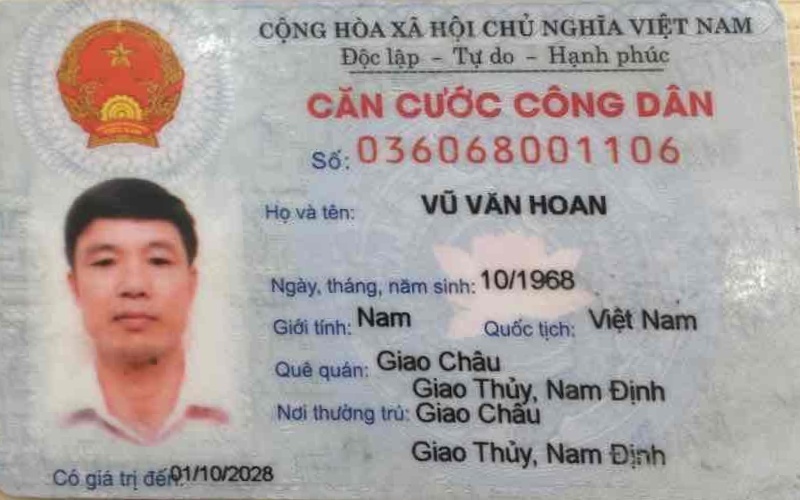 CỘNG HÒA XÃ HỘI CHỦ NGHĨA VIỆT NAM
Độc lập - Tự do - Hạnh phúc
CĂN CƯỚC CÔNG DÂN
Số: 036068001106
Họ và tên: VŨ VĂN HOAN
Ngày, tháng, năm sinh: 10/1968
Giới tính: Nam Quốc tịch: Việt Nam
Quê quán: Giao Châu
Giao Thủy, Nam Định
Nơi thường trú: Giao Châu
Giao Thủy, Nam Định
Có giá trị đến: 01/10/2028